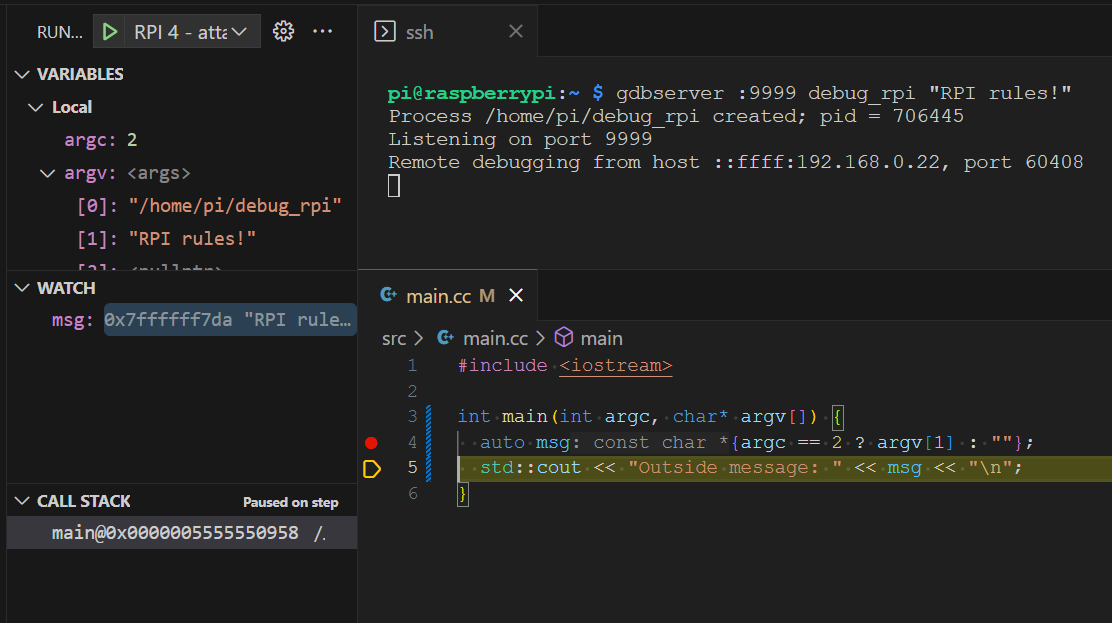 RUN... RPI 4 - atta
VARIABLES
Local
argc: 2
argv: <args>
[0]: "/home/pi/debug_rpi"
[1]: "RPI rules!"
[2]: <nullptr>
WATCH
msg: 0x7ffffff7da "RPI rule…
CALL STACK Paused on step
main@0x0000005555550958 /.
ssh
pi@raspberrypi:~ $ gdbserver :9999 debug_rpi "RPI rules!"
Process /home/pi/debug_rpi created; pid = 706445
Listening on port 9999
Remote debugging from host ::ffff:192.168.0.22, port 60408
main.cc M
src > main.cc > main
1 #include <iostream>
2
3 int main(int argc, char* argv[]) {
4 auto msg: const char *{argc == 2 ? argv[1] : ""};
5 std::cout << "Outside message: " << msg << "\n";
6 }